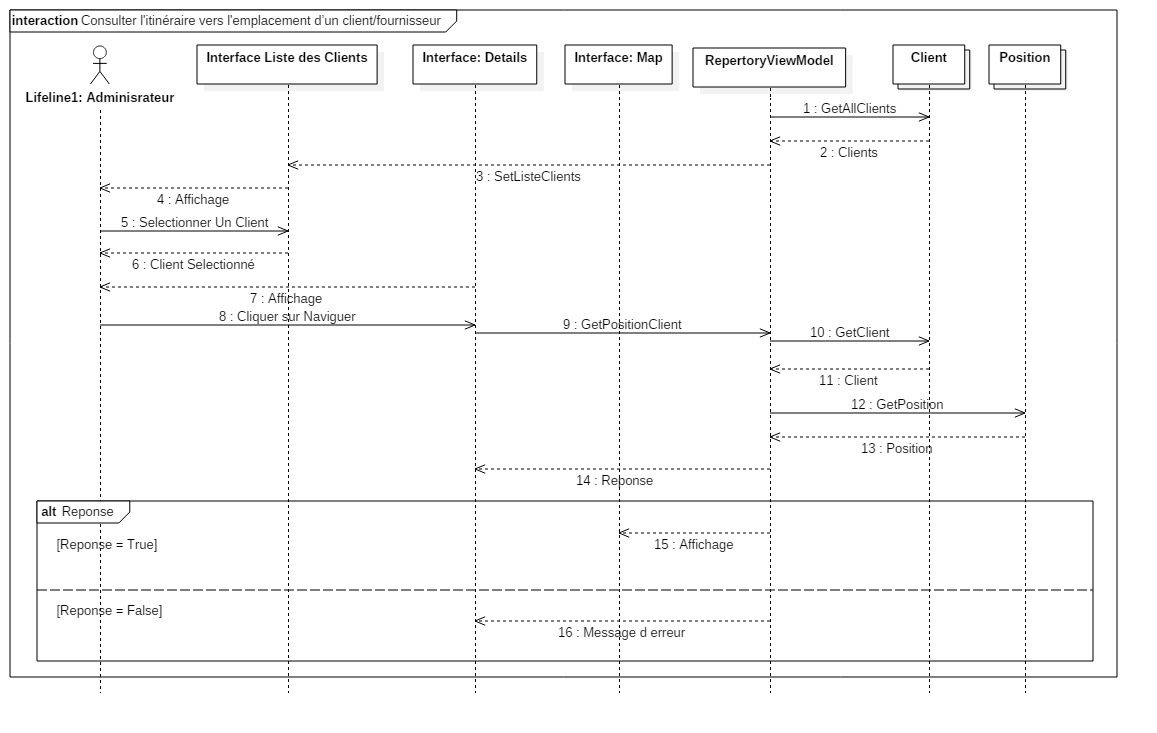 interaction Consulter l'itinéraire vers l'emplacement d'un client/fournisseur
Interface Liste des Clients
Interface: Details
Interface: Map
RepertoryViewModel
Client
Position
Lifeline1: Adminisrateur
1 : GetAllClients
2 : Clients
3 : SetListeClients
4 : Affichage
5 : Selectionner Un Client
6 : Client Selectionné
7 : Affichage
8 : Cliquer sur Naviguer
9 : GetPositionClient
10 : GetClient
11 : Client
12 : GetPosition
13 : Position
14 : Reponse
alt Reponse
[Reponse = True]
15 : Affichage
[Reponse = False]
16 : Message d erreur